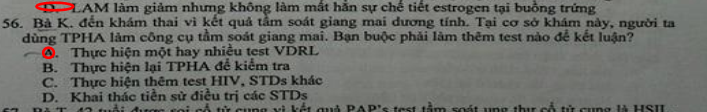 D. LAM làm giảm nhưng không làm mất hẳn sự chế tiết estrogen tại buồng trứng
56. Bà K. đến khám thai vì kết quả tầm soát giang mai dương tính. Tại cơ sở khám này, người ta
dùng TPHA làm công cụ tầm soát giang mai. Bạn buộc phải làm thêm test nào để kết luận?
A. Thực hiện một hay nhiều test VDRL
B. Thực hiện lại TPHA để kiểm tra
C. Thực hiện thêm test HIV, STDs khác
D. Khai thác tiền sử điều trị các STDs
57. Bà T. 42 tuổi được soi cổ tử cung vì kết quả PAP's test tầm soát ung thư cổ tử cung là HSIL